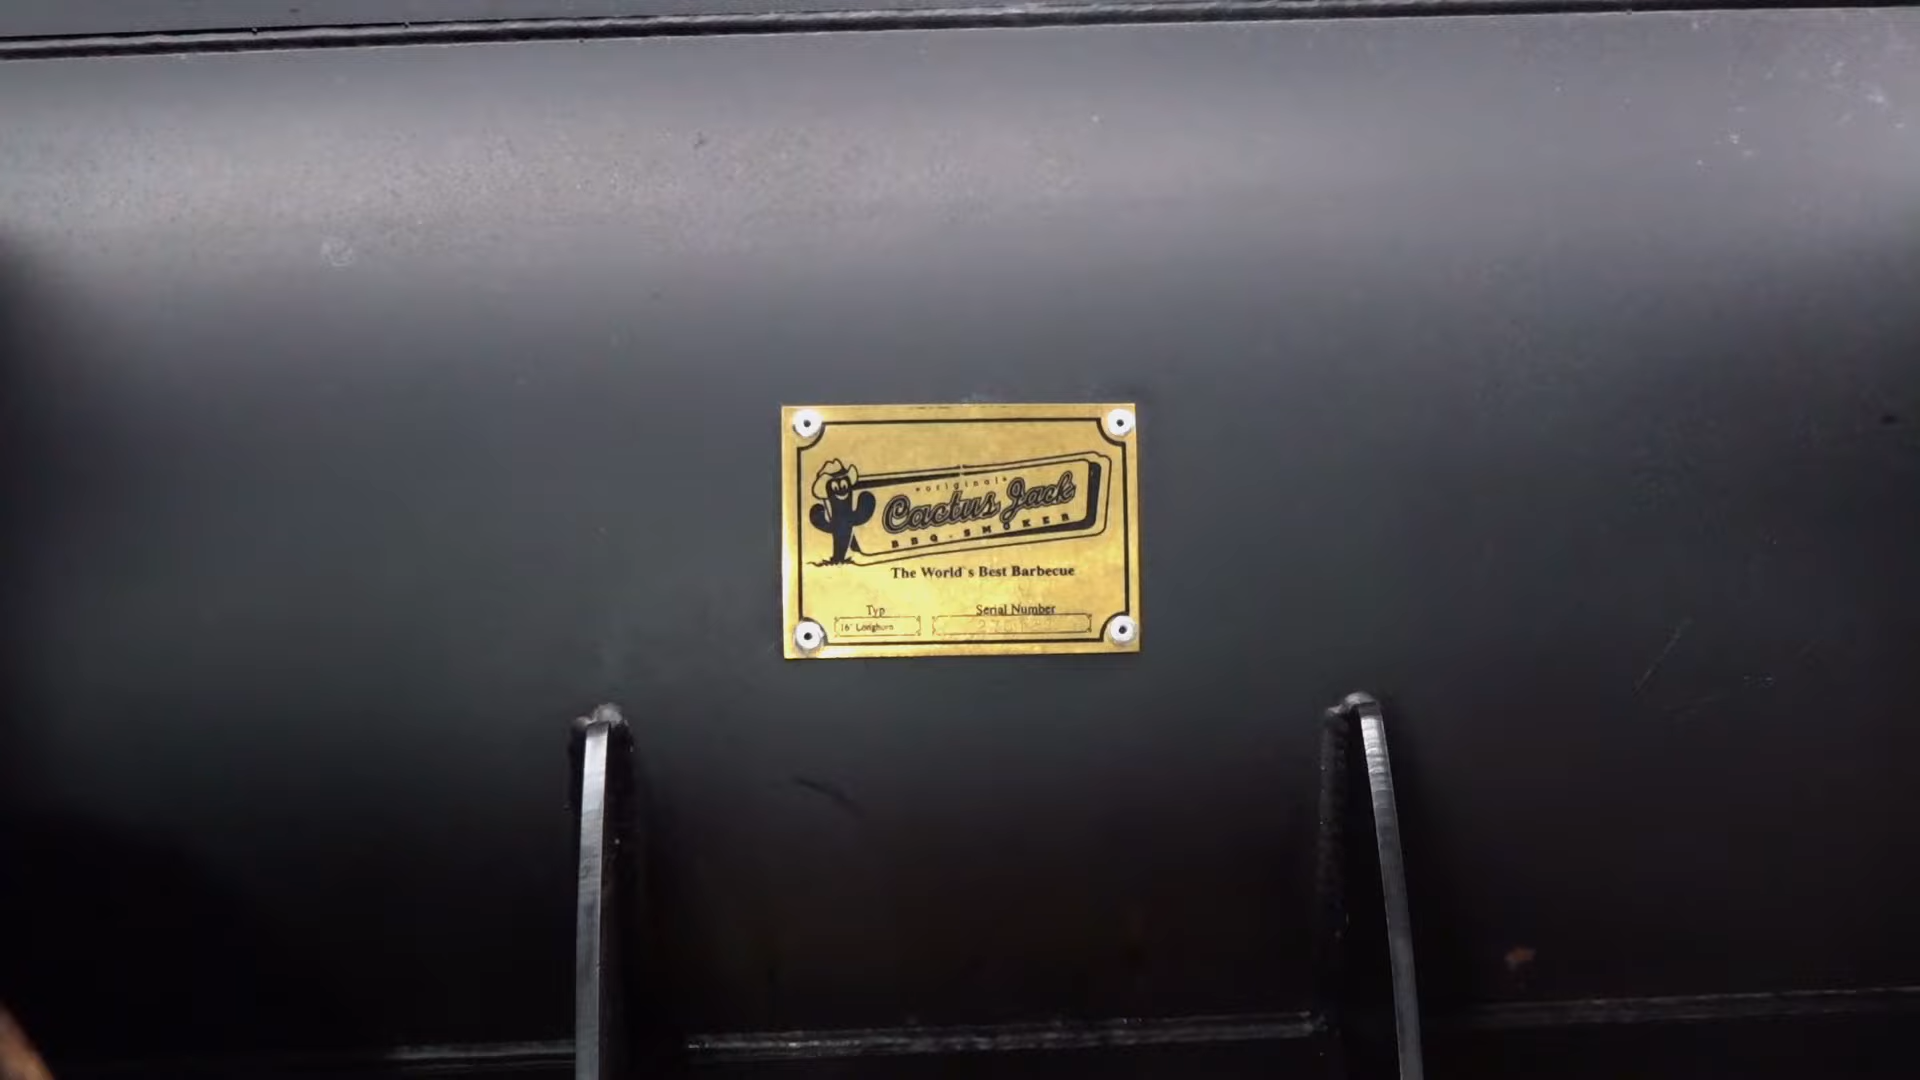 *original*
Cactus Jack
BBQ-SMOKER
The World`s Best Barbecue
Typ
Serial Number
16" Longhorn